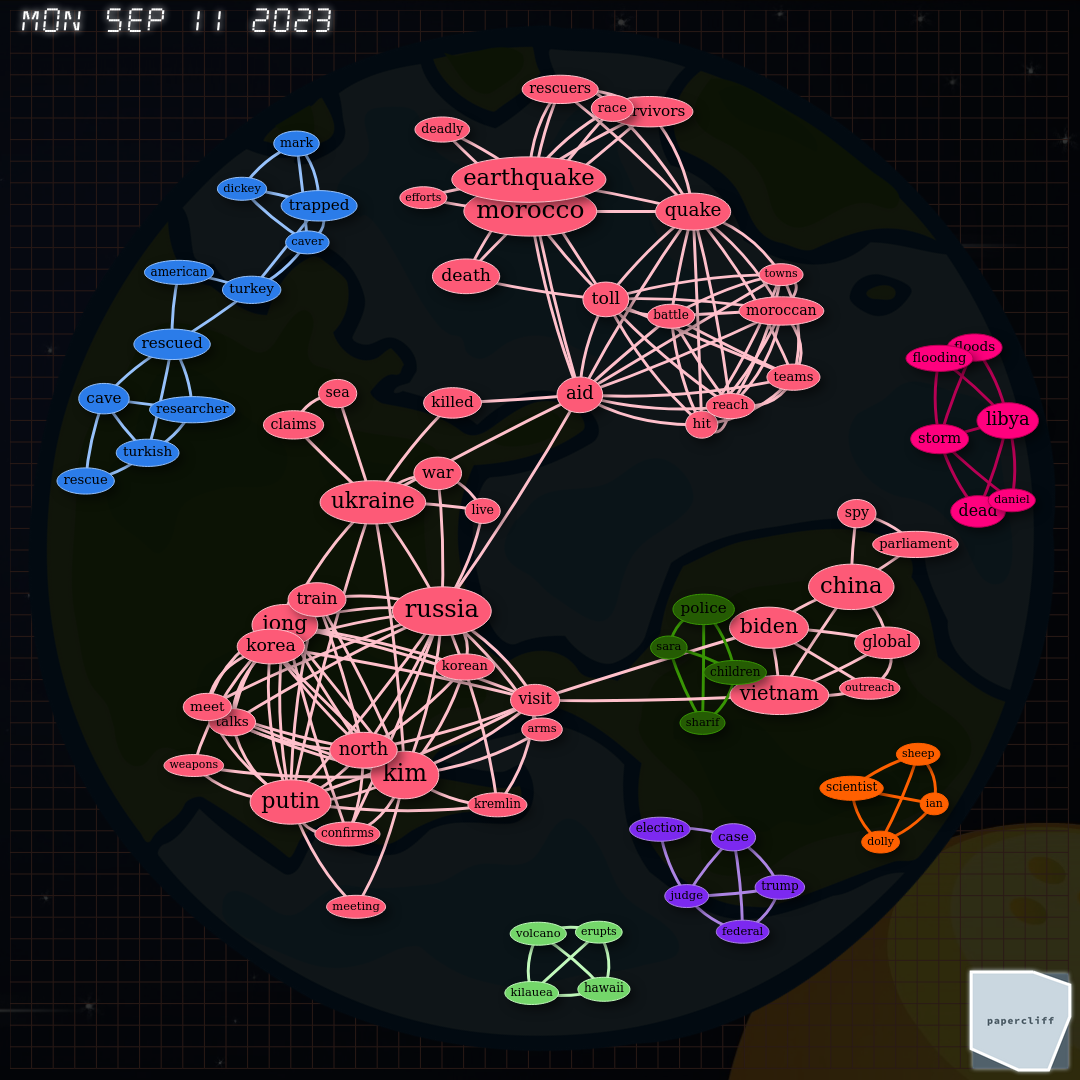 MON SEP 11 2023
rescuers
race
rvivors
deadly
mark
earthquake
dickey
efforts
trapped
morocco
quake
caver
american
death
towns
turkey
toll
moroccan
battle
rescued
floods
flooding
teams
sea
aid
cave
killed
researcher
reach
libya
claims
hit
storm
turkish
war
rescue
ukraine
live
daniel
dead
spy
parliament
china
train
russia
police
jong
biden
korea
sara
global
korean
children
outreach
vietnam
visit
meet
talks
arms
sharif
north
sheep
weapons
kim
scientist
putin
kremlin
ian
election
confirms
case
dolly
trump
judge
meeting
volcano
erupts
federal
hawaii
kilauea
papercliff